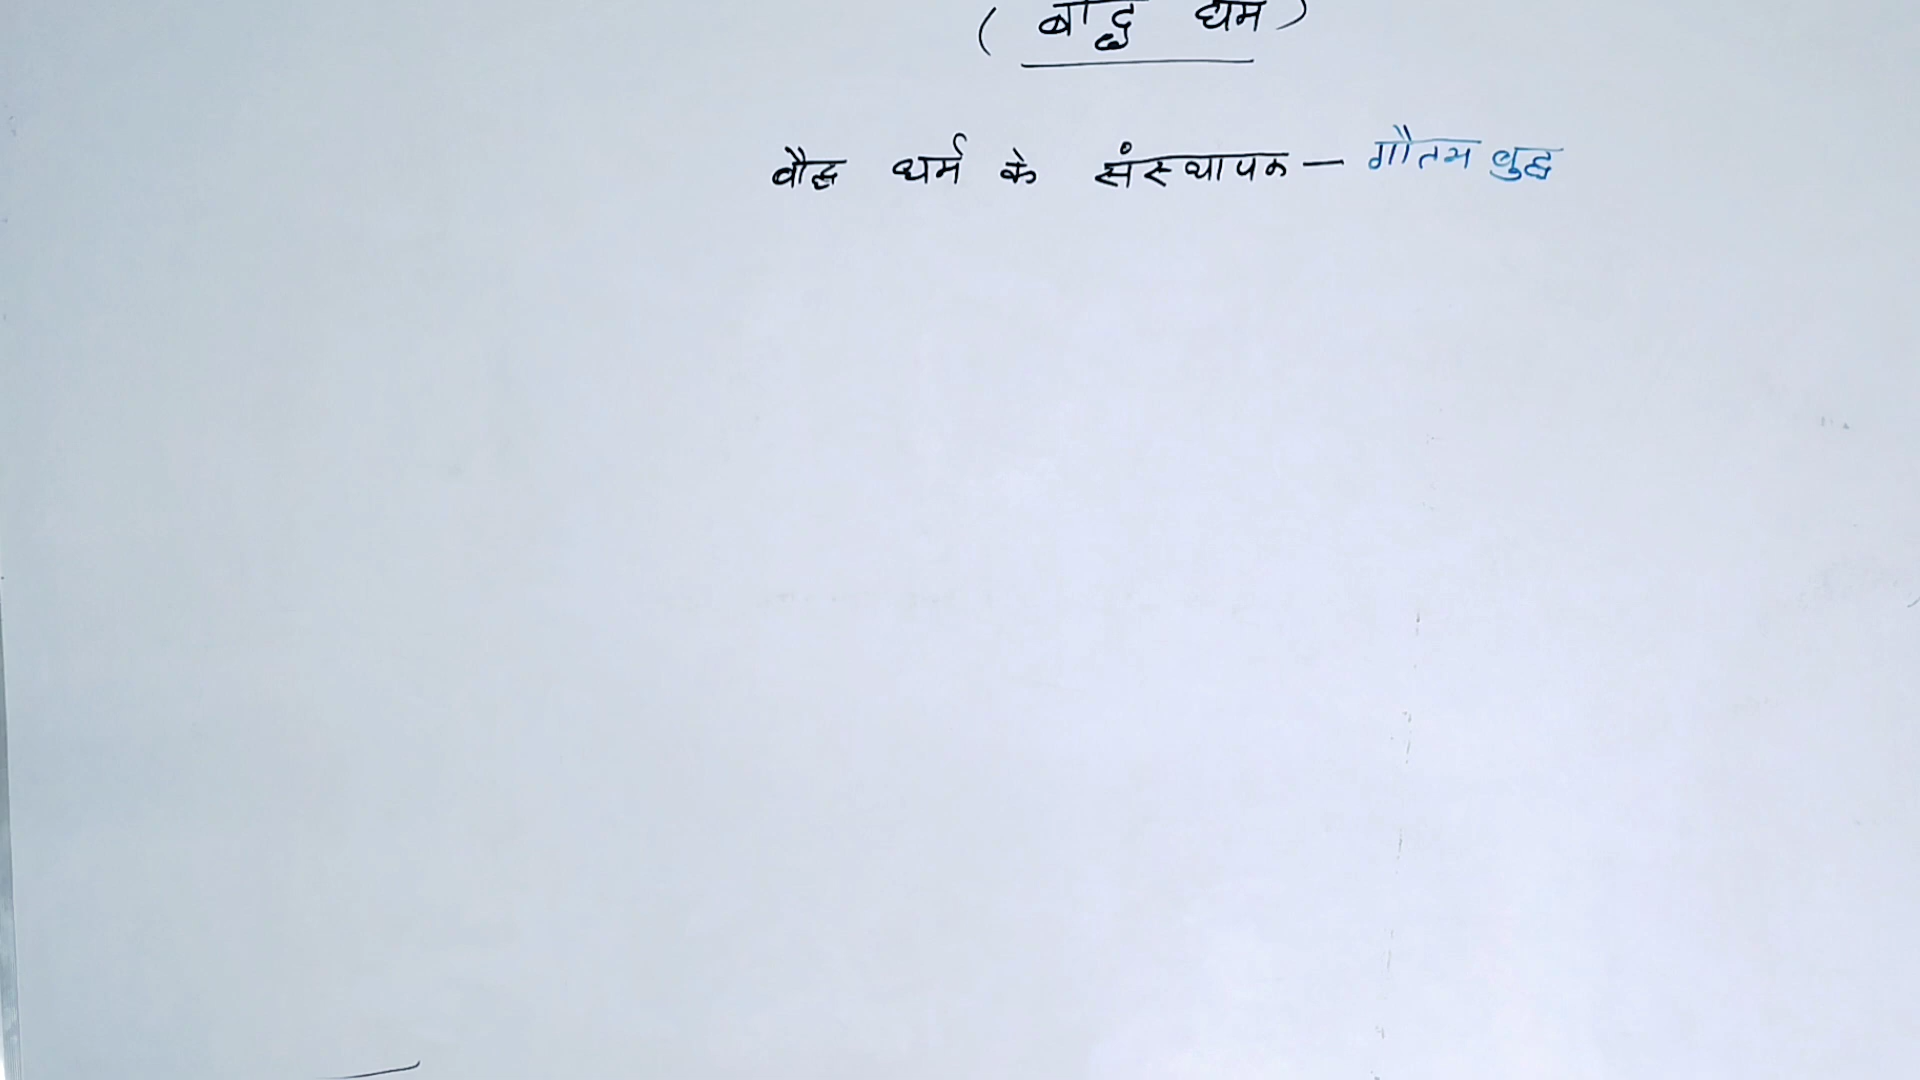 ( बौद्ध धर्म )
बौद्ध धर्म के संस्थापक — गौतम बुद्ध